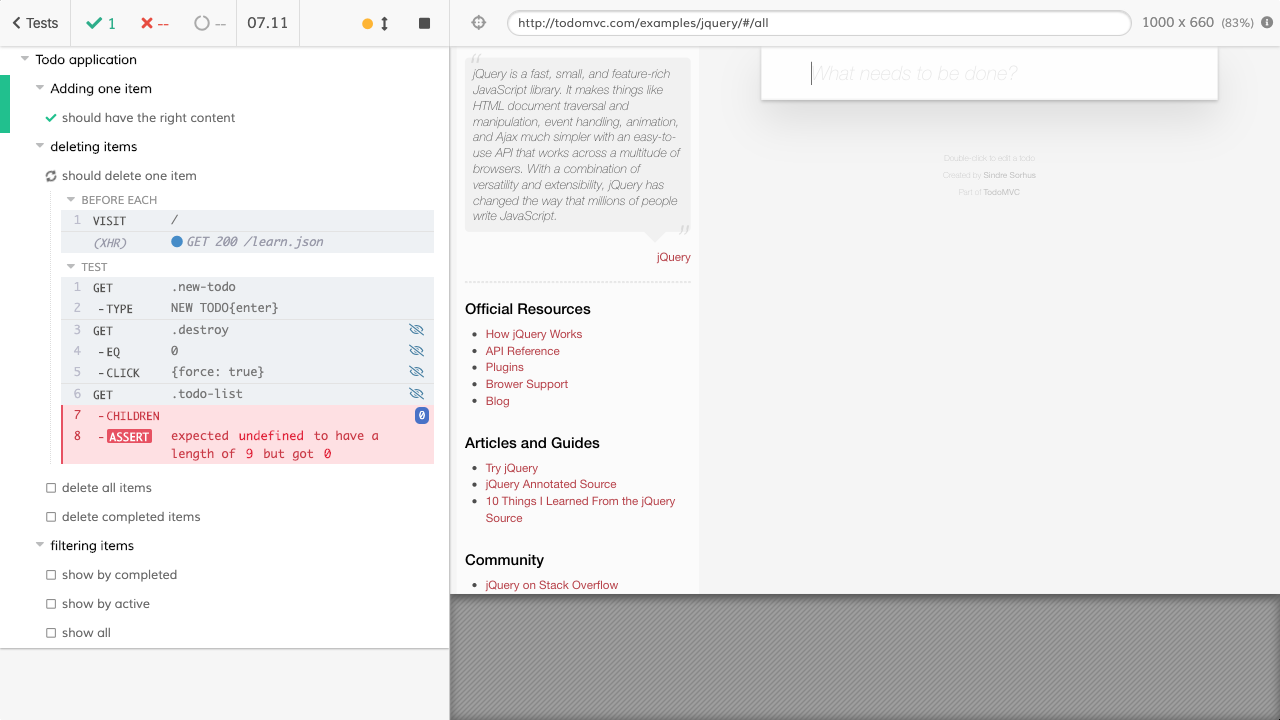 Tests
1
--
--
07.11
http://todomvc.com/examples/jquery/#/all
1000 x 660 (83%)
Todo application
Adding one item
should have the right content
deleting items
should delete one item
BEFORE EACH
1 VISIT /
(XHR) GET 200 /learn.json
TEST
1 GET .new-todo
2 -TYPE NEW TODO{enter}
3 GET .destroy
4 -EQ 0
5 -CLICK {force: true}
6 GET .todo-list
7 -CHILDREN 0
8 -ASSERT expected undefined to have a
length of 9 but got 0
delete all items
delete completed items
filtering items
show by completed
show by active
show all
“
jQuery is a fast, small, and feature-rich
JavaScript library. It makes things like
HTML document traversal and
manipulation, event handling, animation,
and Ajax much simpler with an easy-to-
use API that works across a multitude of
browsers. With a combination of
versatility and extensibility, jQuery has
changed the way that millions of people
write JavaScript.
”
jQuery
Official Resources
• How jQuery Works
• API Reference
• Plugins
• Brower Support
• Blog
Articles and Guides
• Try jQuery
• jQuery Annotated Source
• 10 Things I Learned From the jQuery
Source
Community
• jQuery on Stack Overflow
What needs to be done?
Double-click to edit a todo
Created by Sindre Sorhus
Part of TodoMVC